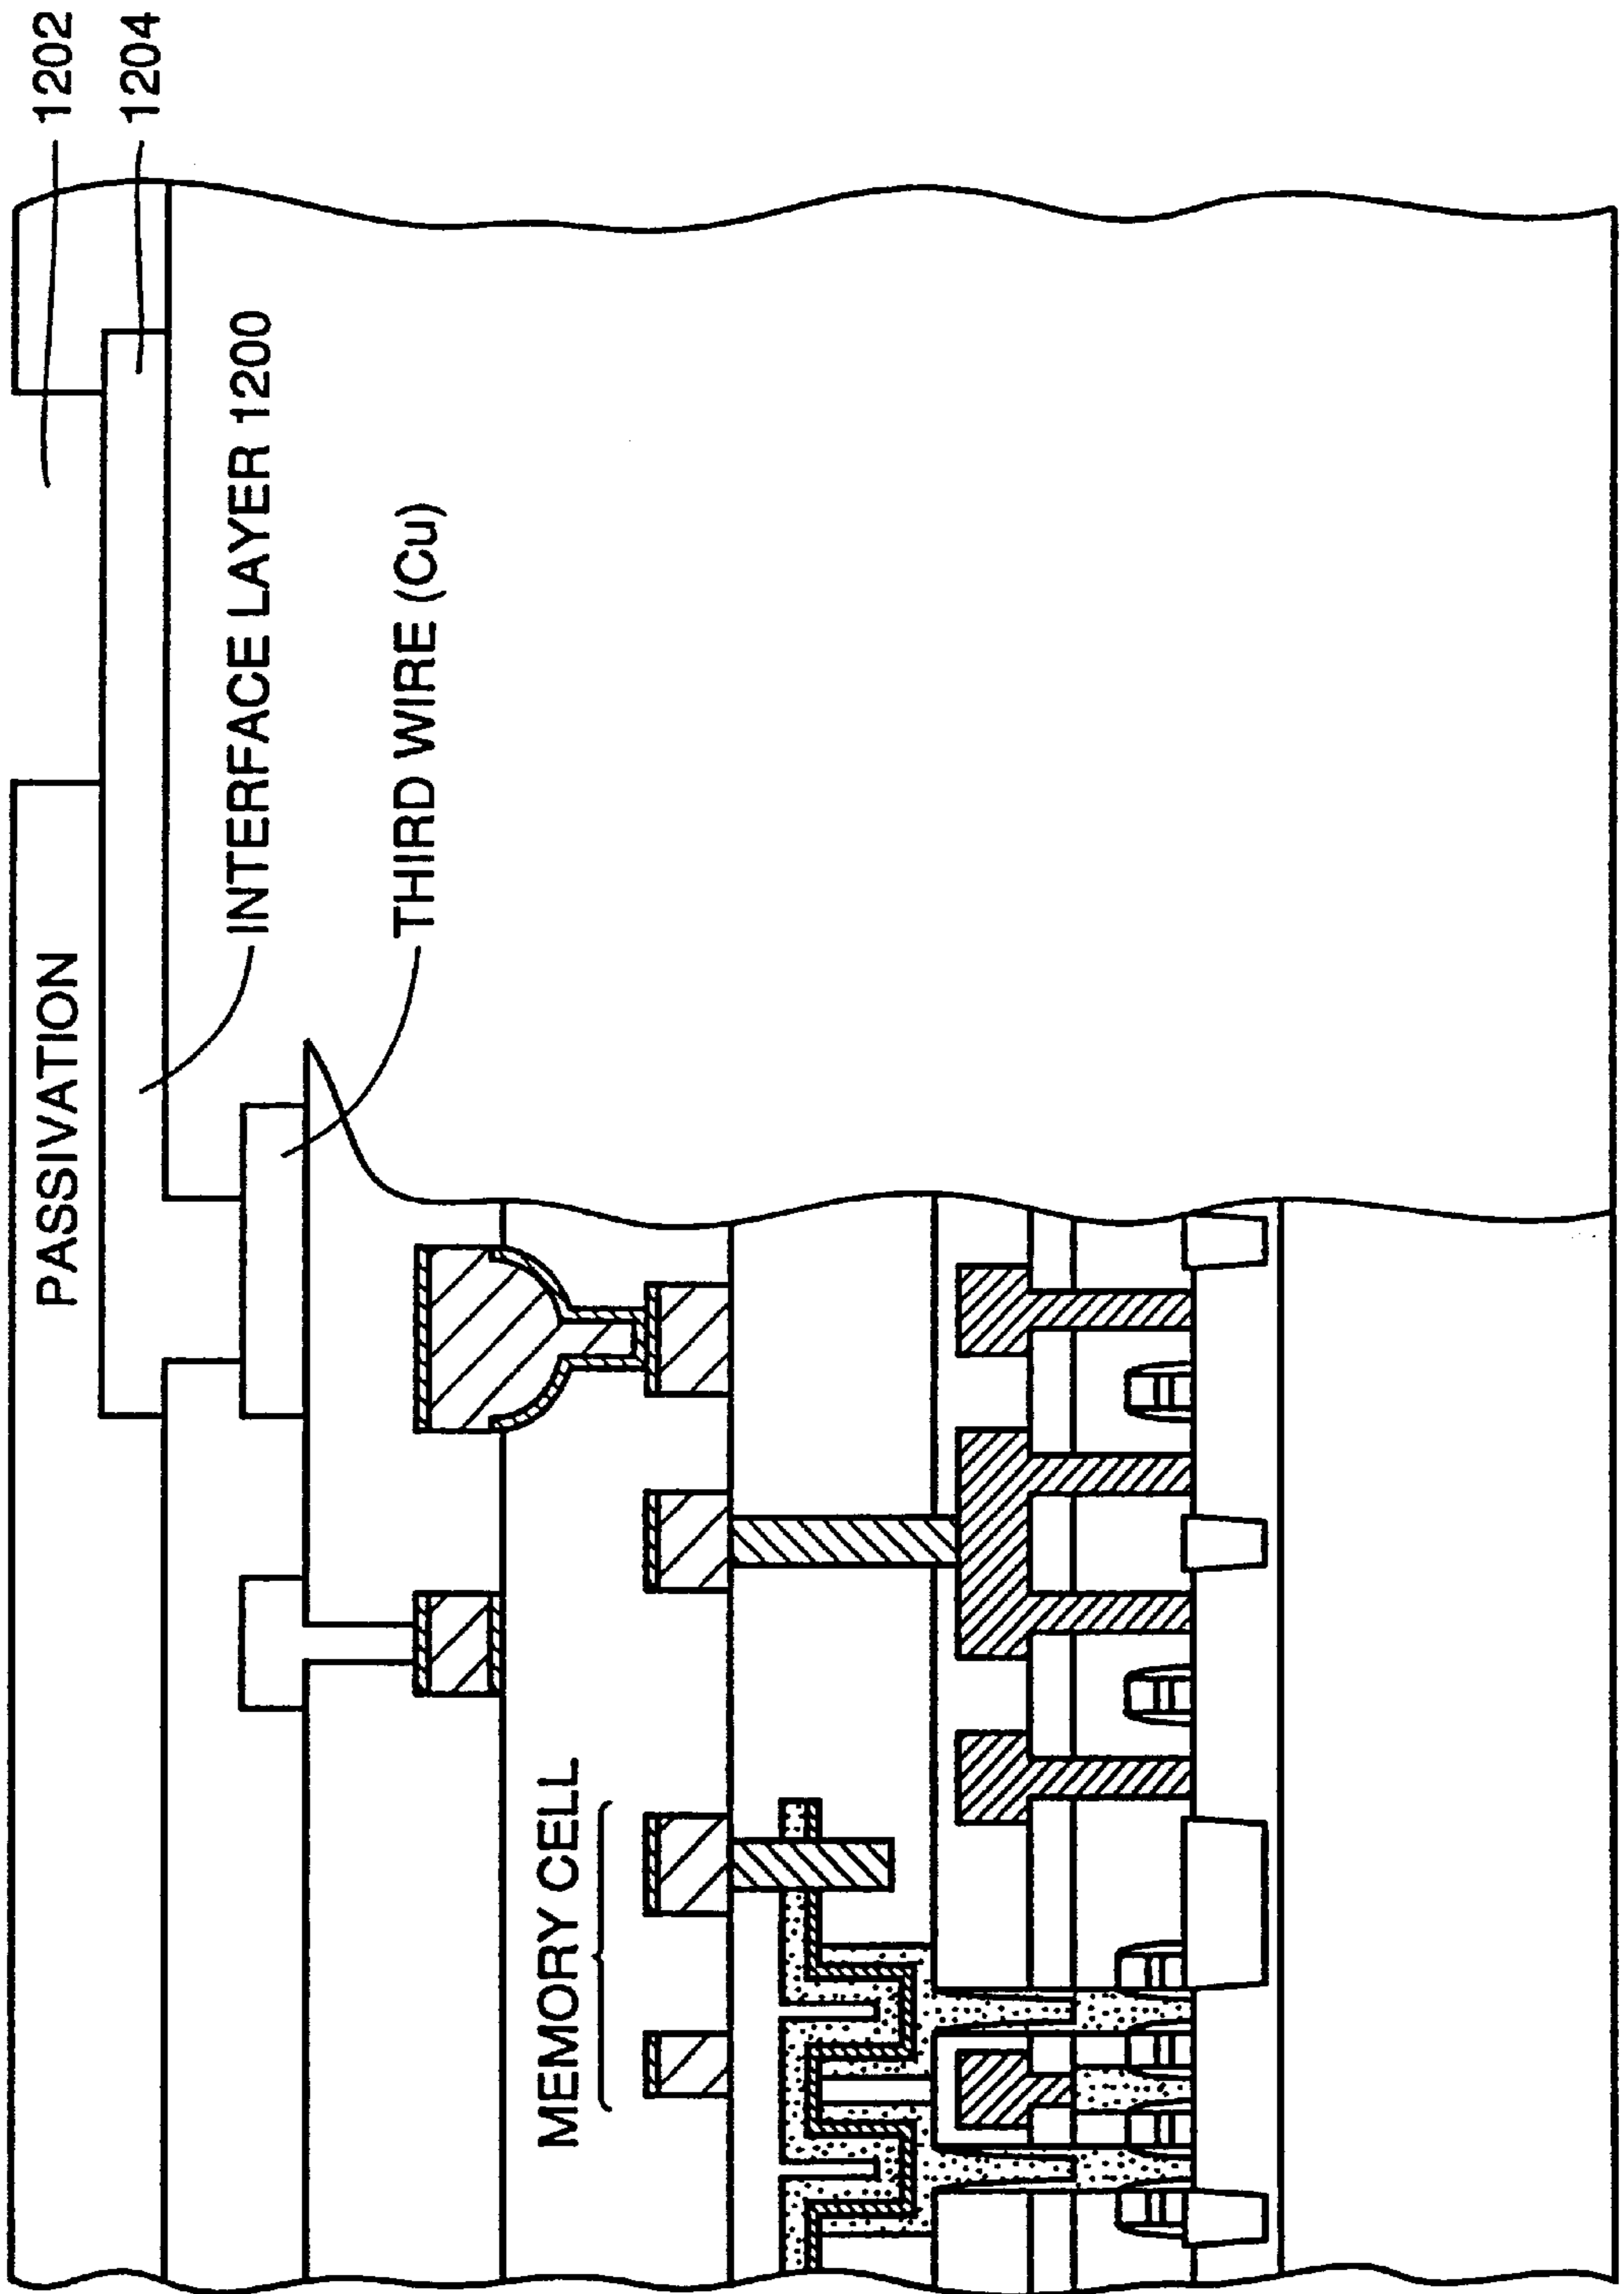 1202
1204
PASSIVATION
INTERFACE LAYER 1200
THIRD WIRE (Cu)
MEMORY CELL